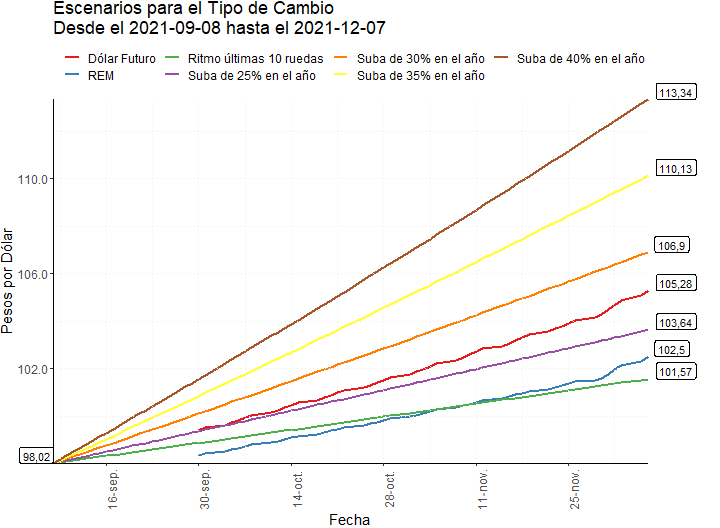 Escenarios para el Tipo de Cambio
Desde el 2021-09-08 hasta el 2021-12-07
Dólar Futuro
Ritmo últimas 10 ruedas
Suba de 30% en el año
Suba de 40% en el año
REM
Suba de 25% en el año
Suba de 35% en el año
113,34
110,13
106,9
105,28
103,64
102,5
101,57
98,02
110.0
106.0
102.0
Pesos por Dólar
16-sep.
30-sep.
14-oct.
28-oct.
11-nov.
25-nov.
Fecha